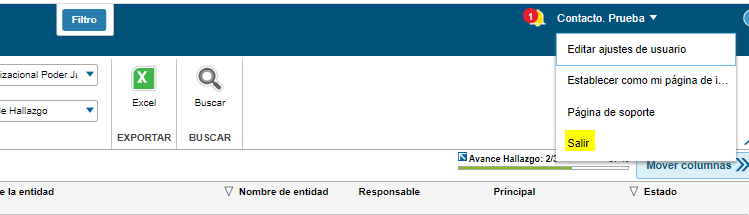 Filtro
1
Contacto. Prueba
Editar ajustes de usuario
Establecer como mi página de i...
Página de soporte
Salir
izacional Poder Ju
de Hallazgo
Excel
Buscar
EXPORTAR
BUSCAR
Avance Hallazgo: 2/3
Mover columnas
e la entidad
Nombre de entidad
Responsable
Principal
Estado